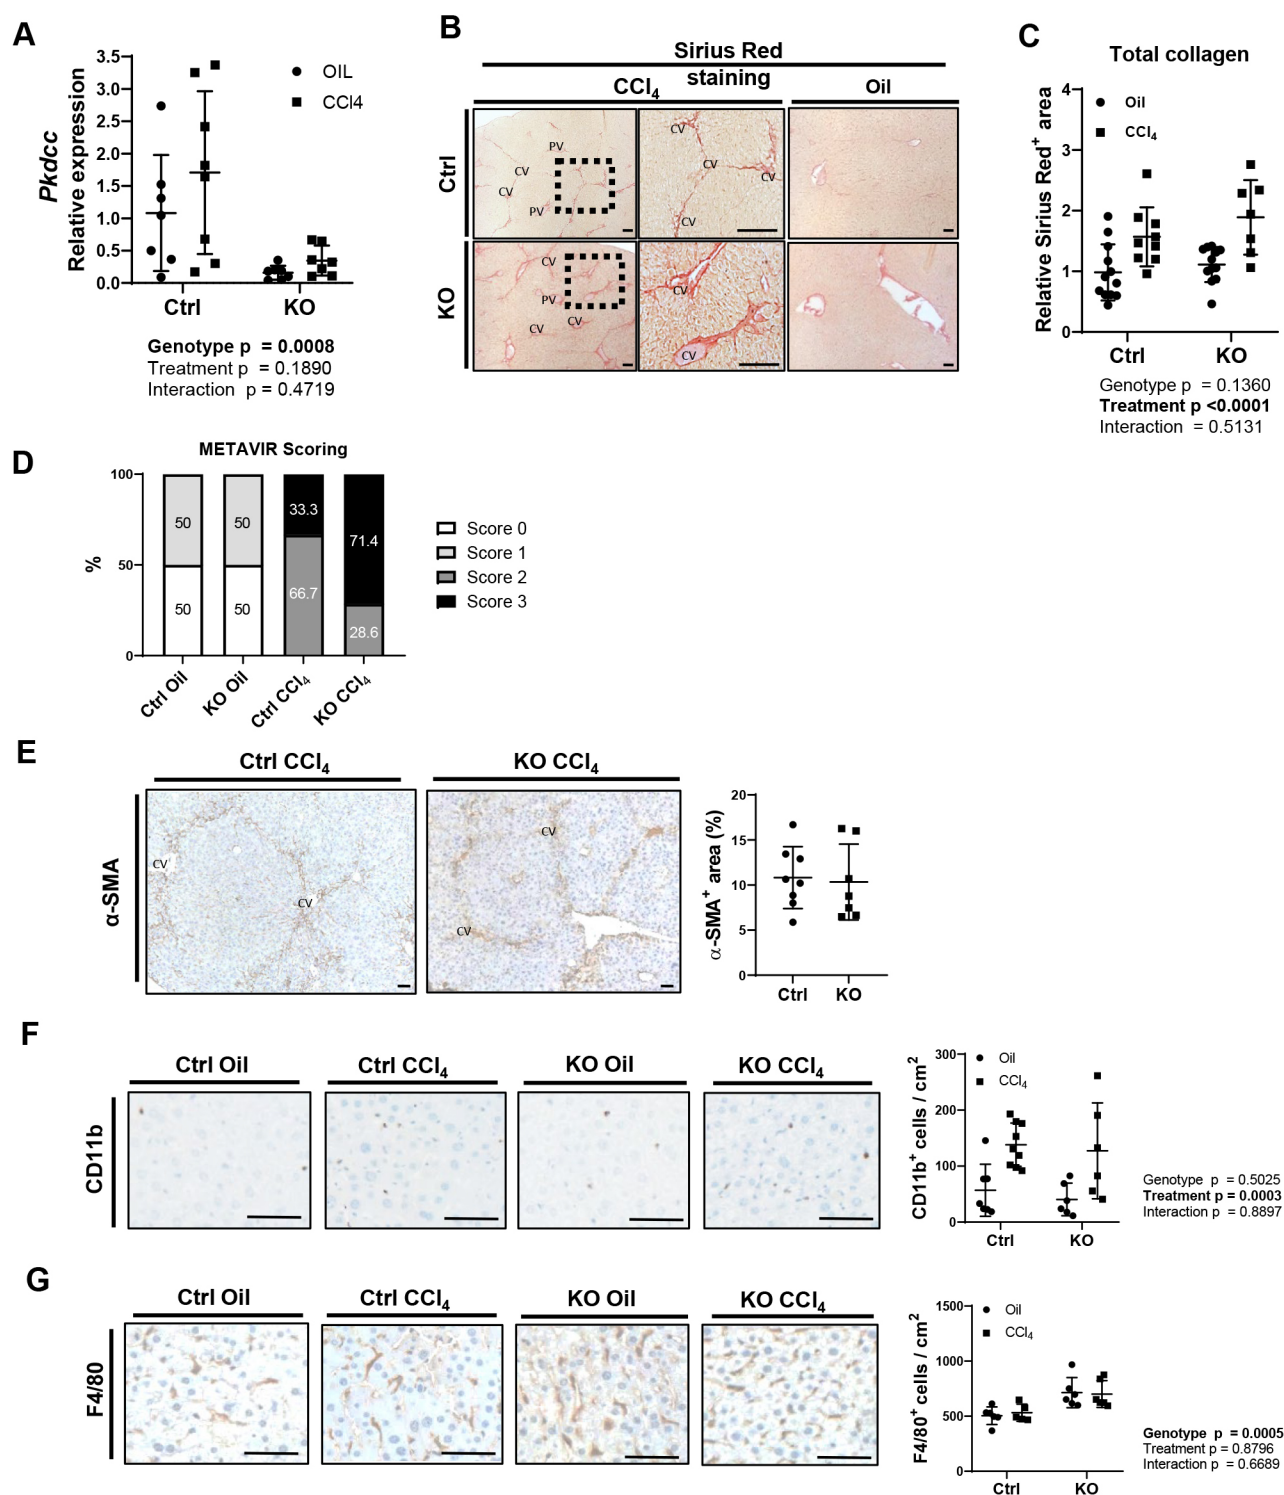 A
Pkdcc
Relative expression
3.5
3.0
2.5
2.0
1.5
1.0
0.5
0.0
OIL
CCl4
Ctrl
KO
Genotype p = 0.0008
Treatment p = 0.1890
Interaction p = 0.4719
B
Sirius Red
staining
CCl4
Oil
Ctrl
KO
PV
CV
CV
PV
CV
CV
CV
CV
CV
PV
CV
CV
CV
CV
C
Total collagen
Relative Sirius Red+ area
4
3
2
1
0
Oil
CCl4
Ctrl
KO
Genotype p = 0.1360
Treatment p <0.0001
Interaction = 0.5131
D
METAVIR Scoring
%
100
50
0
50
50
50
50
33.3
66.7
71.4
28.6
Ctrl Oil
KO Oil
Ctrl CCl4
KO CCl4
Score 0
Score 1
Score 2
Score 3
E
Ctrl CCl4
KO CCl4
α-SMA
CV
CV
CV
CV
α-SMA+ area (%)
20
15
10
5
0
Ctrl
KO
F
Ctrl Oil
Ctrl CCl4
KO Oil
KO CCl4
CD11b
CD11b+ cells / cm2
300
200
100
0
Oil
CCl4
Ctrl
KO
Genotype p = 0.5025
Treatment p = 0.0003
Interaction p = 0.8897
G
Ctrl Oil
Ctrl CCl4
KO Oil
KO CCl4
F4/80
F4/80+ cells / cm2
1500
1000
500
0
Oil
CCl4
Ctrl
KO
Genotype p = 0.0005
Treatment p = 0.8796
Interaction p = 0.6689